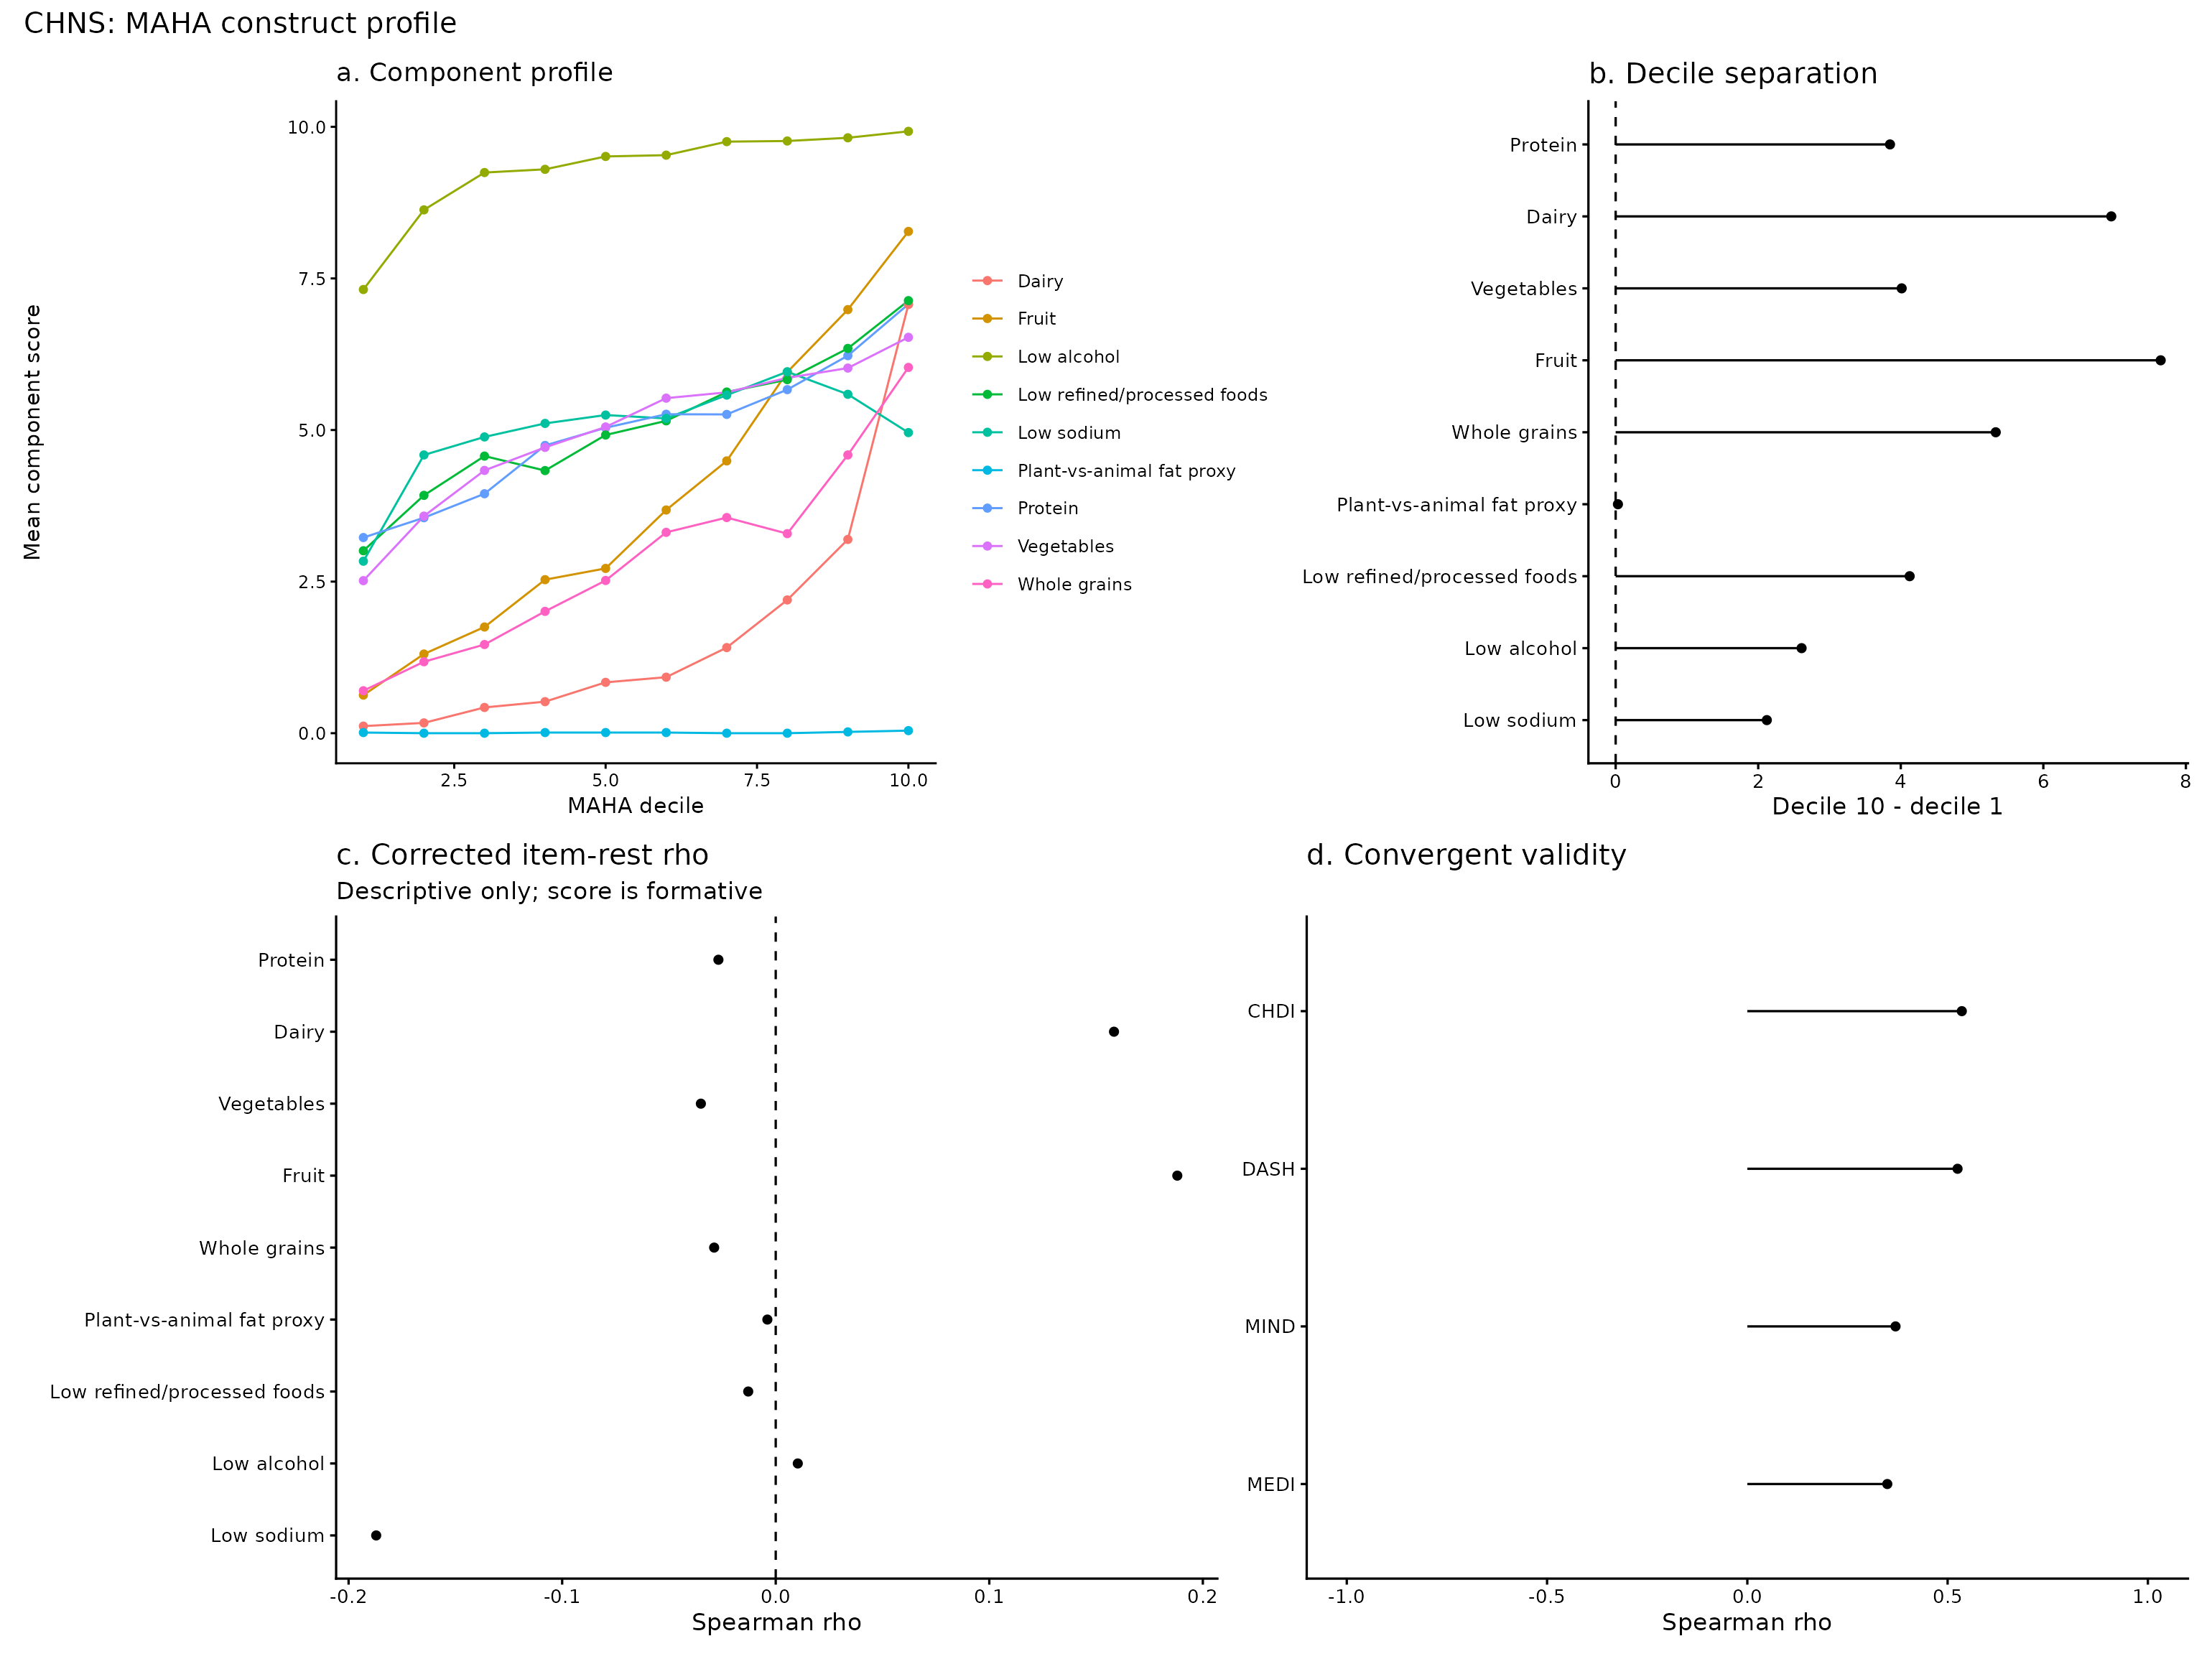 CHNS: MAHA construct profile
a. Component profile
Mean component score
10.0
7.5
5.0
2.5
0.0
2.5
5.0
7.5
10.0
MAHA decile
Dairy
Fruit
Low alcohol
Low refined/processed foods
Low sodium
Plant-vs-animal fat proxy
Protein
Vegetables
Whole grains
b. Decile separation
Protein
Dairy
Vegetables
Fruit
Whole grains
Plant-vs-animal fat proxy
Low refined/processed foods
Low alcohol
Low sodium
0
2
4
6
8
Decile 10 - decile 1
c. Corrected item-rest rho
Descriptive only; score is formative
Protein
Dairy
Vegetables
Fruit
Whole grains
Plant-vs-animal fat proxy
Low refined/processed foods
Low alcohol
Low sodium
-0.2
-0.1
0.0
0.1
0.2
Spearman rho
d. Convergent validity
CHDI
DASH
MIND
MEDI
-1.0
-0.5
0.0
0.5
1.0
Spearman rho